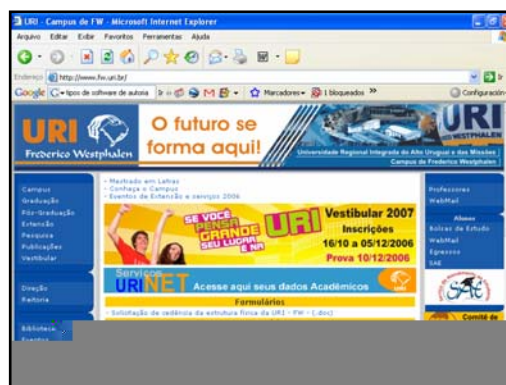 URI - Campus de FW - Microsoft Internet Explorer
Arquivo Editar Exibir Favoritos Ferramentas Ajuda
Endereço http://www.fw.uri.br/
Google tipos de software de autoria Marcadores 1 bloqueados Configuración
URI
Frederico Westphalen
O futuro se
forma aqui!
URI
Universidade Regional Integrada do Alto Uruguai e das Missões
Campus de Frederico Westphalen
Campus
Graduação
Pós-Graduação
Extensão
Pesquisa
Publicações
Vestibular
Direção
Reitoria
Biblioteca
Eventos
- Mestrado em Letras
- Conheça o Campus
- Eventos de Extensão e serviços 2006
SE VOCÊ
PENSA
GRANDE
SEU LUGAR
É NA
URI
Vestibular 2007
Inscrições
16/10 a 05/12/2006
Prova 10/12/2006
Serviços
URINET Acesse aqui seus dados Acadêmicos
Formulários
- Solicitação de cedência da estrutura física da URI - FW - (.doc)
Professores
WebMail
Alunos
Bolsas de Estudo
WebMail
Egressos
SAE
SAE
Comitê de